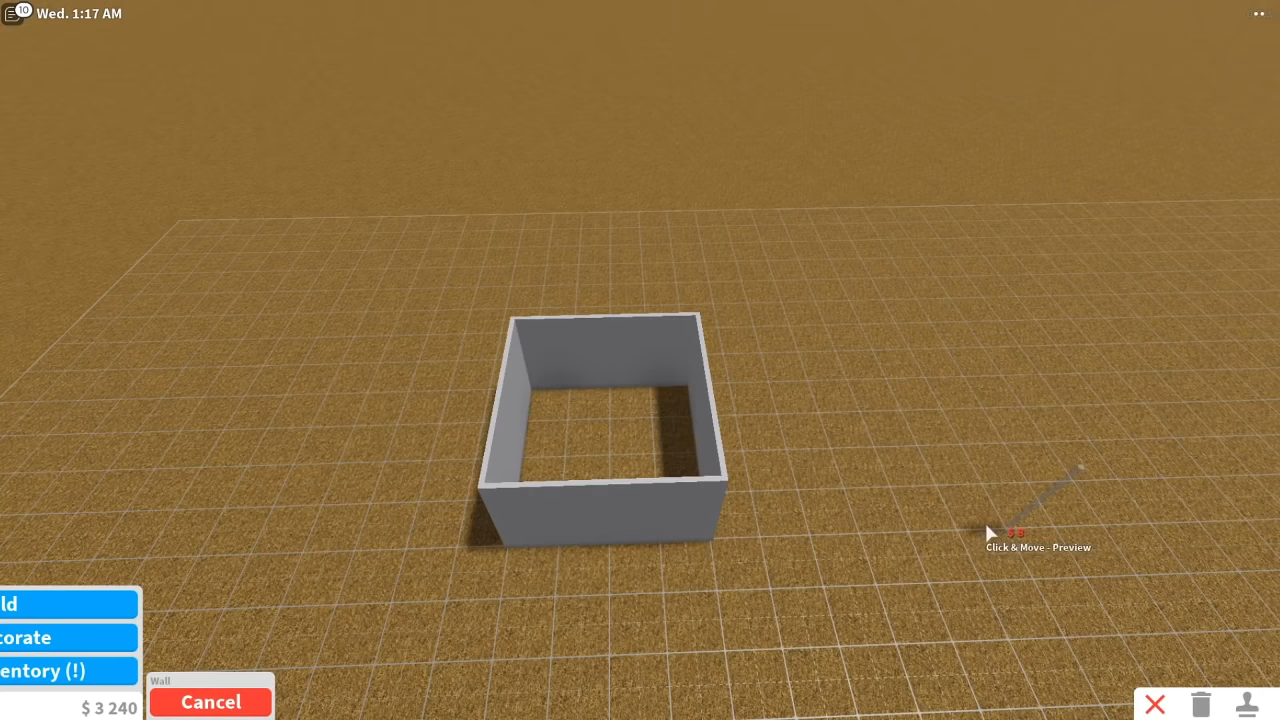 10
Wed. 1:17 AM
Click & Move - Preview
ld
corate
entory (!)
$ 3 240
Wall
Cancel